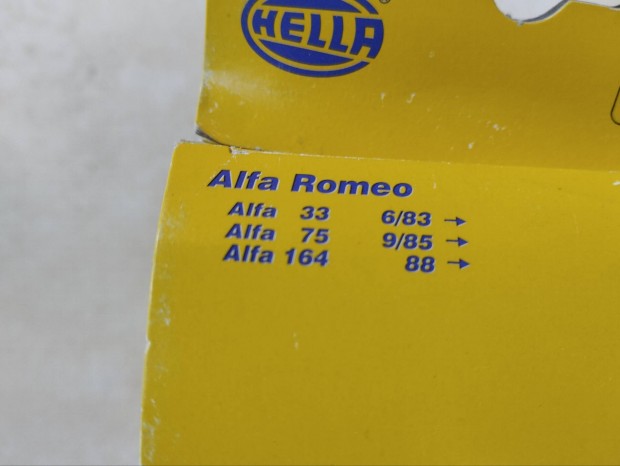 HELLA
Alfa Romeo
Alfa 33 6/83 →
Alfa 75 9/85 →
Alfa 164 88 →